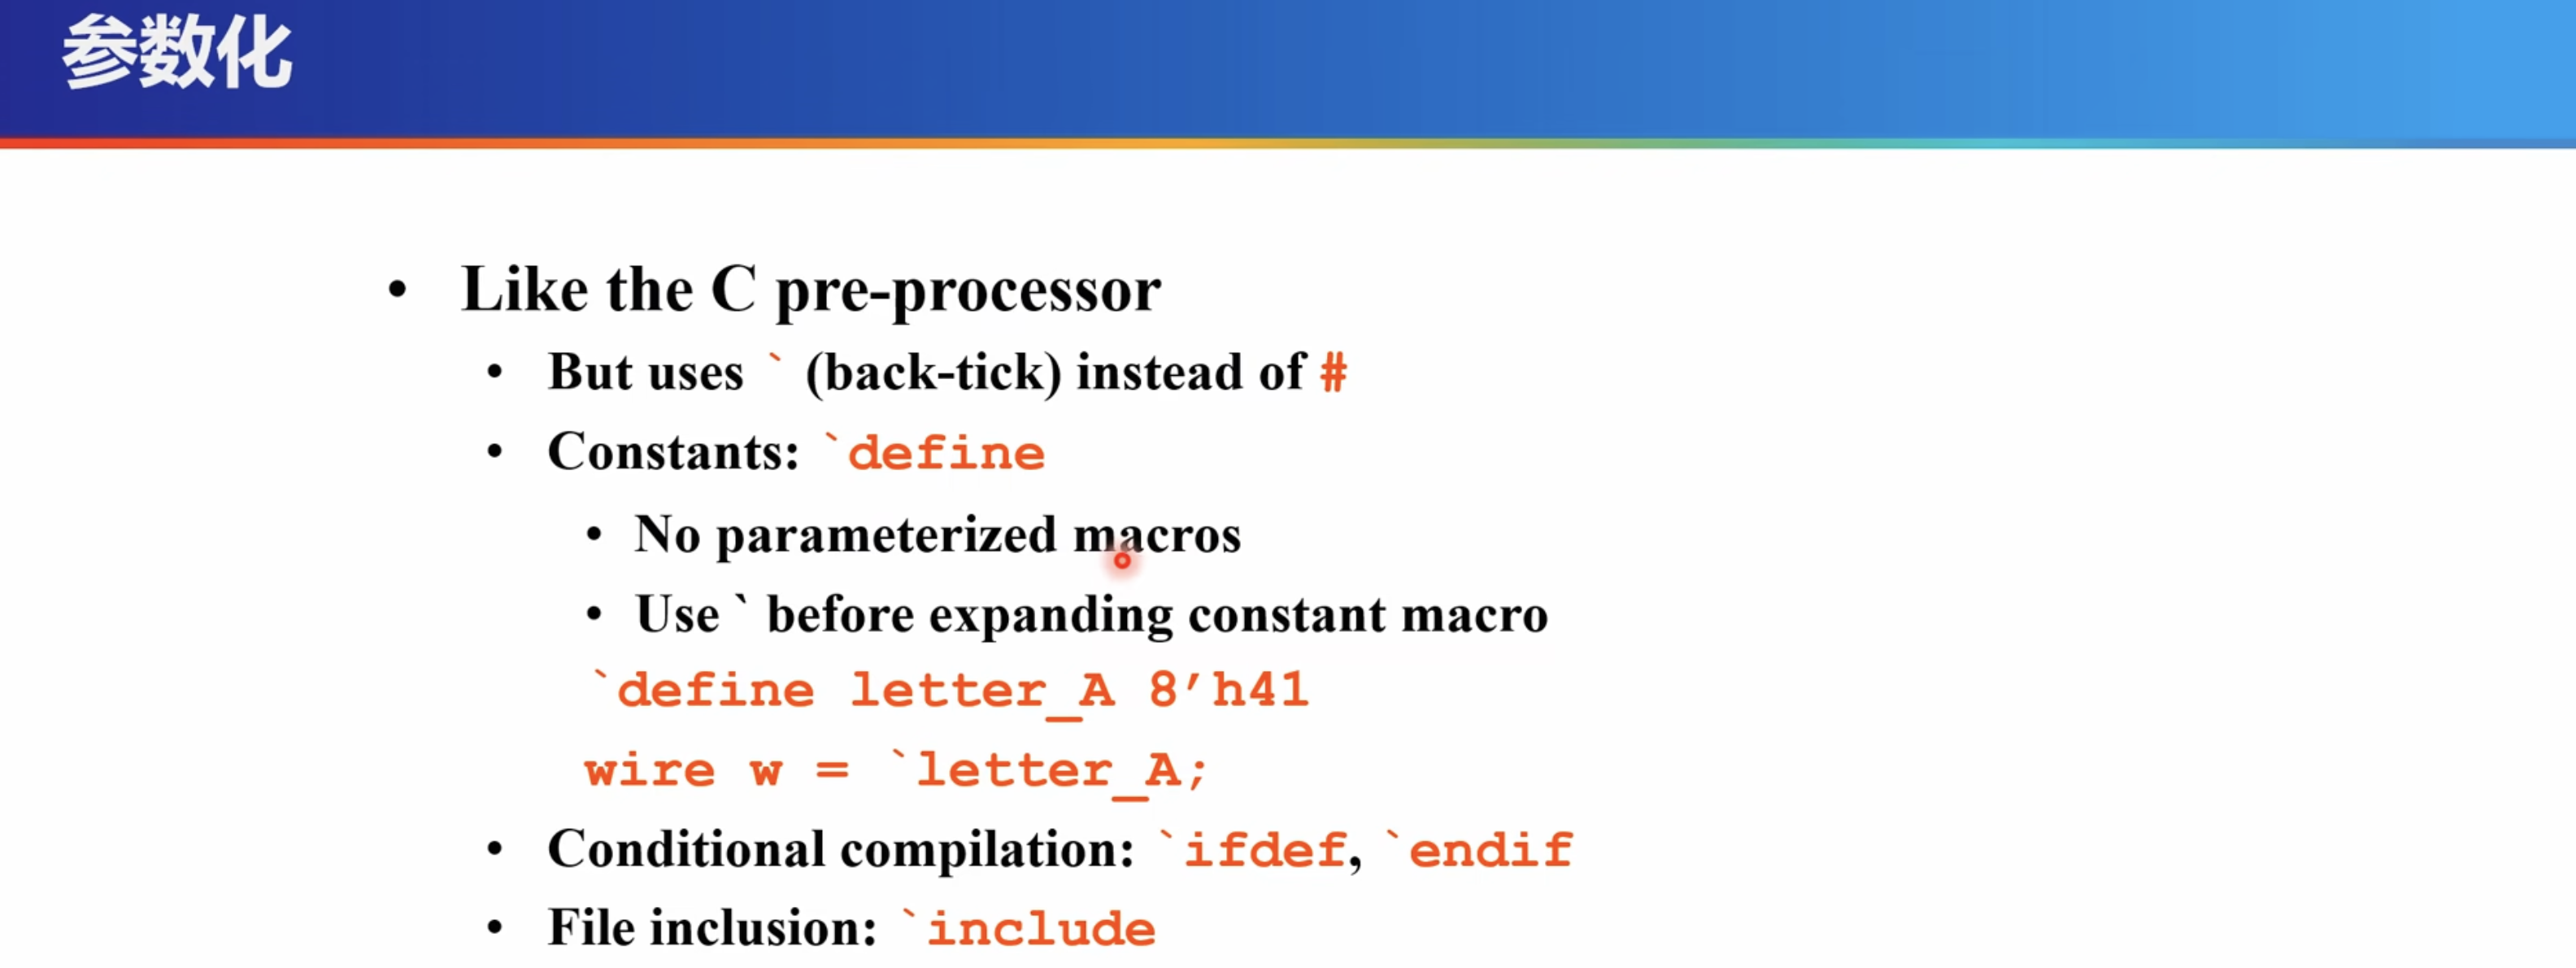 参数化
• Like the C pre-processor
• But uses ` (back-tick) instead of #
• Constants: `define
• No parameterized macros
• Use ` before expanding constant macro
`define letter_A 8’h41
wire w = `letter_A;
• Conditional compilation: `ifdef, `endif
• File inclusion: `include